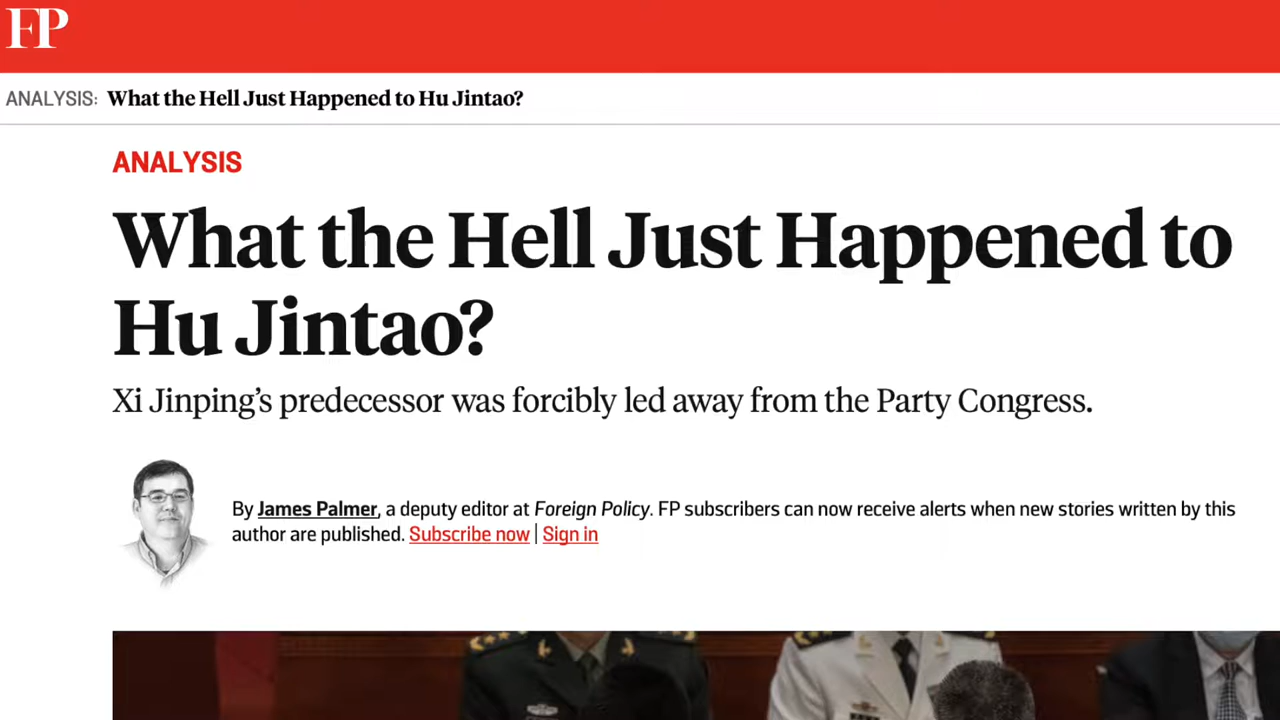 FP
ANALYSIS: What the Hell Just Happened to Hu Jintao?
ANALYSIS
What the Hell Just Happened to
Hu Jintao?
Xi Jinping’s predecessor was forcibly led away from the Party Congress.
By James Palmer, a deputy editor at Foreign Policy. FP subscribers can now receive alerts when new stories written by this
author are published. Subscribe now | Sign in